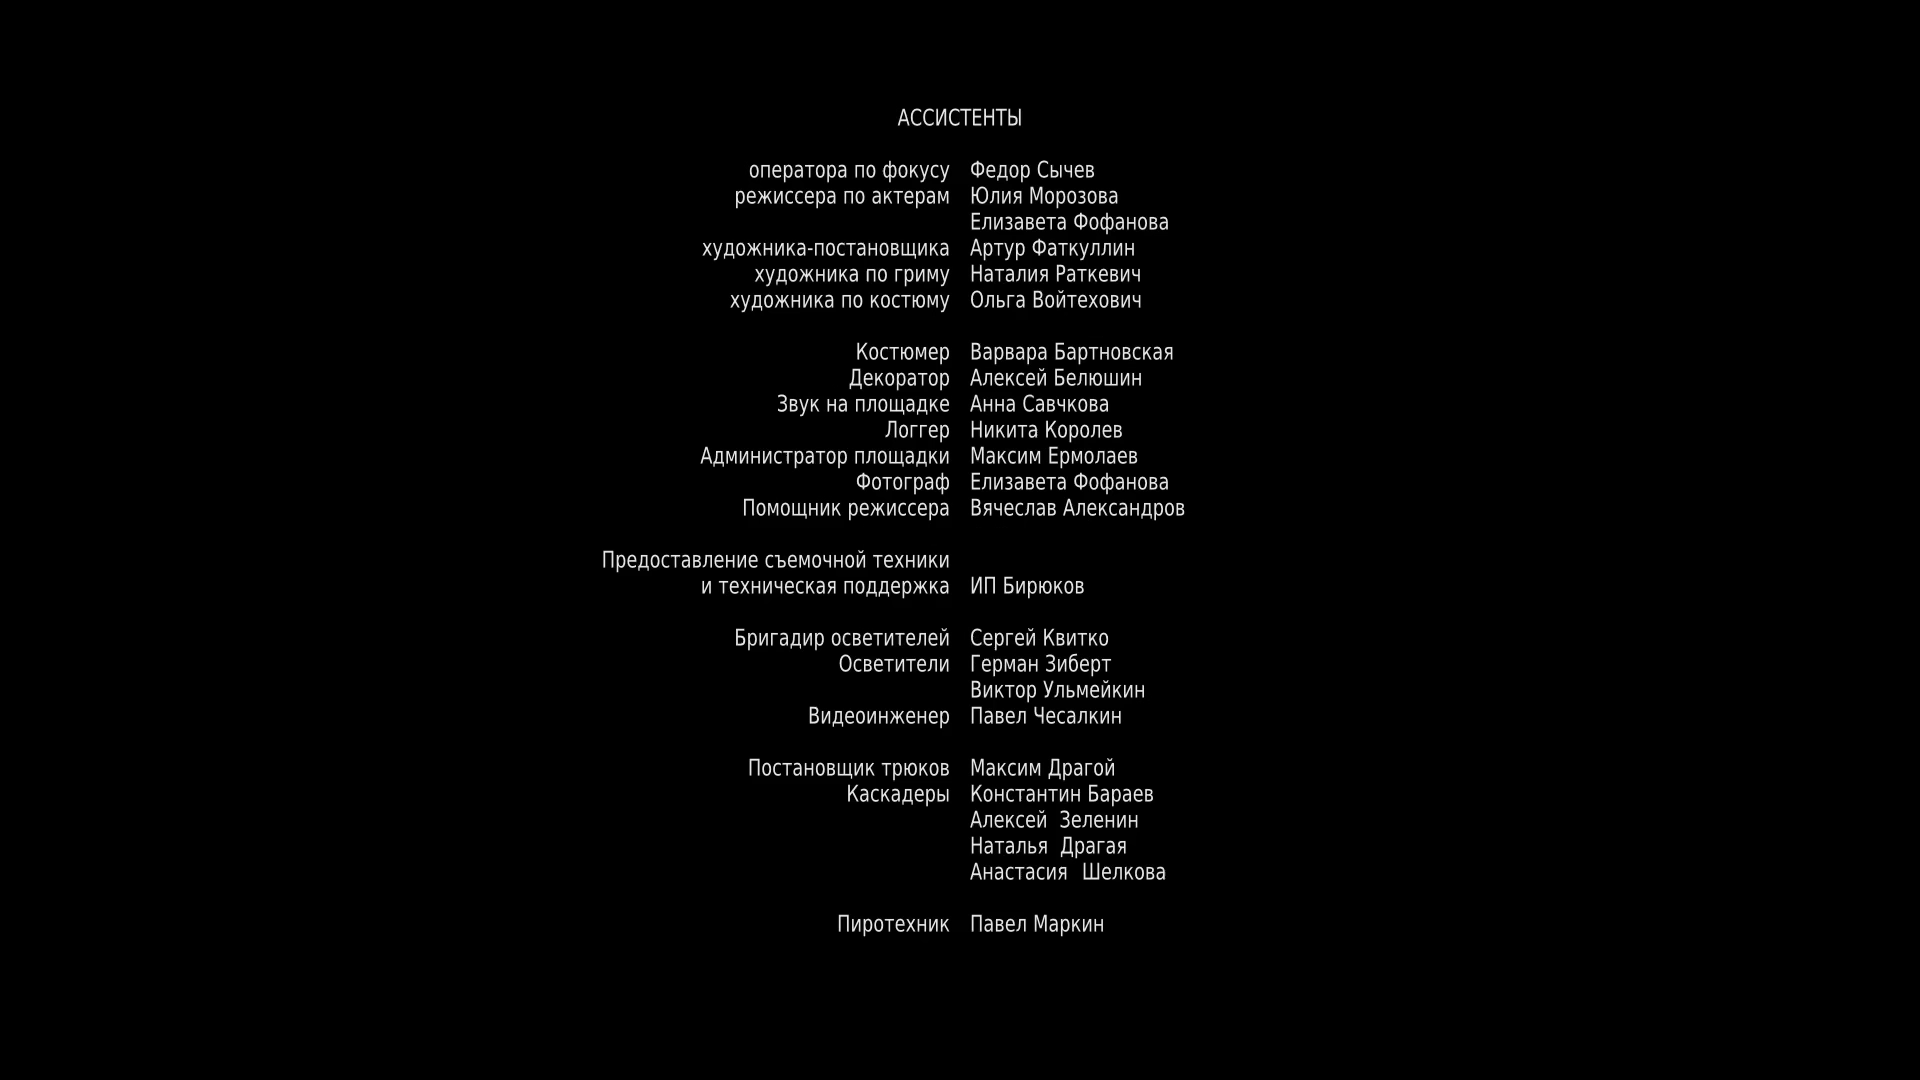 АССИСТЕНТЫ
оператора по фокусу Федор Сычев
режиссера по актерам Юлия Морозова
Елизавета Фофанова
художника-постановщика Артур Фаткуллин
художника по гриму Наталия Раткевич
художника по костюму Ольга Войтехович
Костюмер Варвара Бартновская
Декоратор Алексей Белюшин
Звук на площадке Анна Савчкова
Логгер Никита Королев
Администратор площадки Максим Ермолаев
Фотограф Елизавета Фофанова
Помощник режиссера Вячеслав Александров
Предоставление съемочной техники
и техническая поддержка ИП Бирюков
Бригадир осветителей Сергей Квитко
Осветители Герман Зиберт
Виктор Ульмейкин
Видеоинженер Павел Чесалкин
Постановщик трюков Максим Драгой
Каскадеры Константин Бараев
Алексей Зеленин
Наталья Драгая
Анастасия Шелкова
Пиротехник Павел Маркин